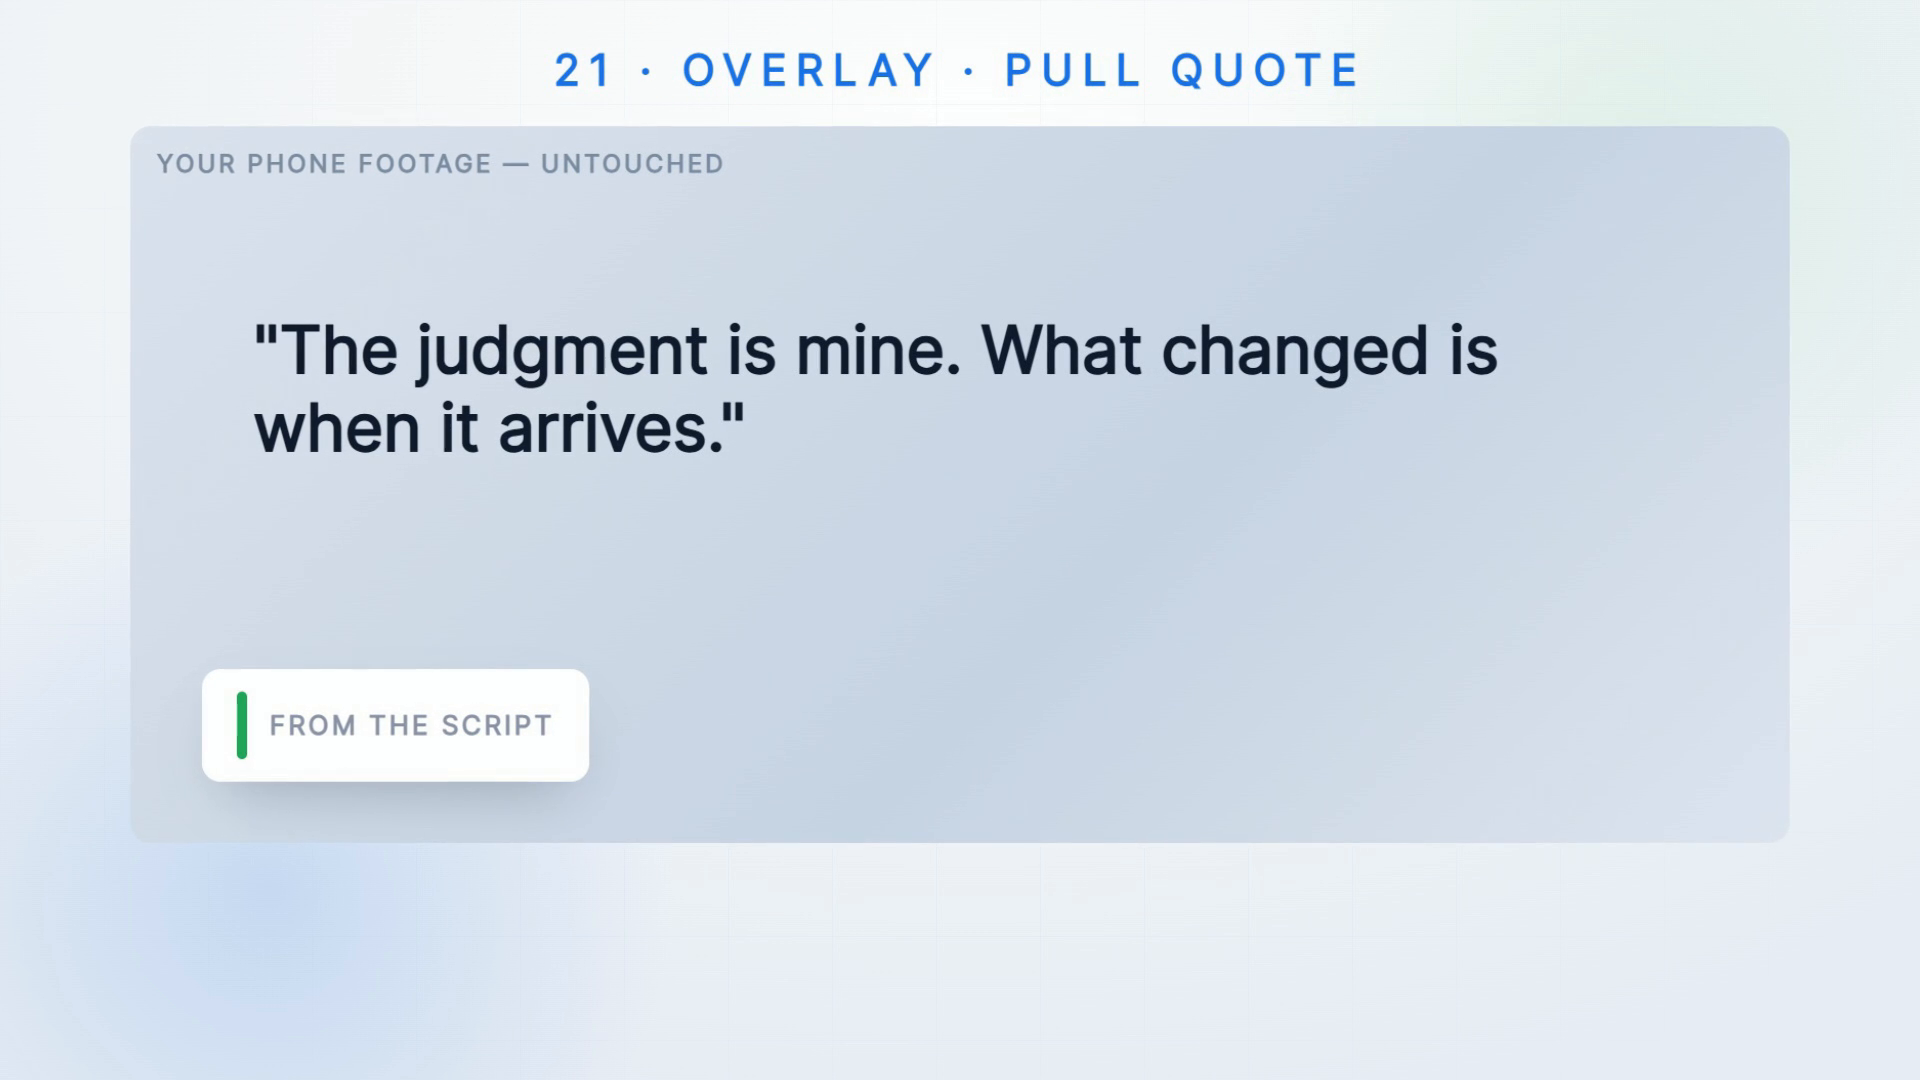 21 · OVERLAY · PULL QUOTE
YOUR PHONE FOOTAGE — UNTOUCHED
"The judgment is mine. What changed is
when it arrives."
FROM THE SCRIPT